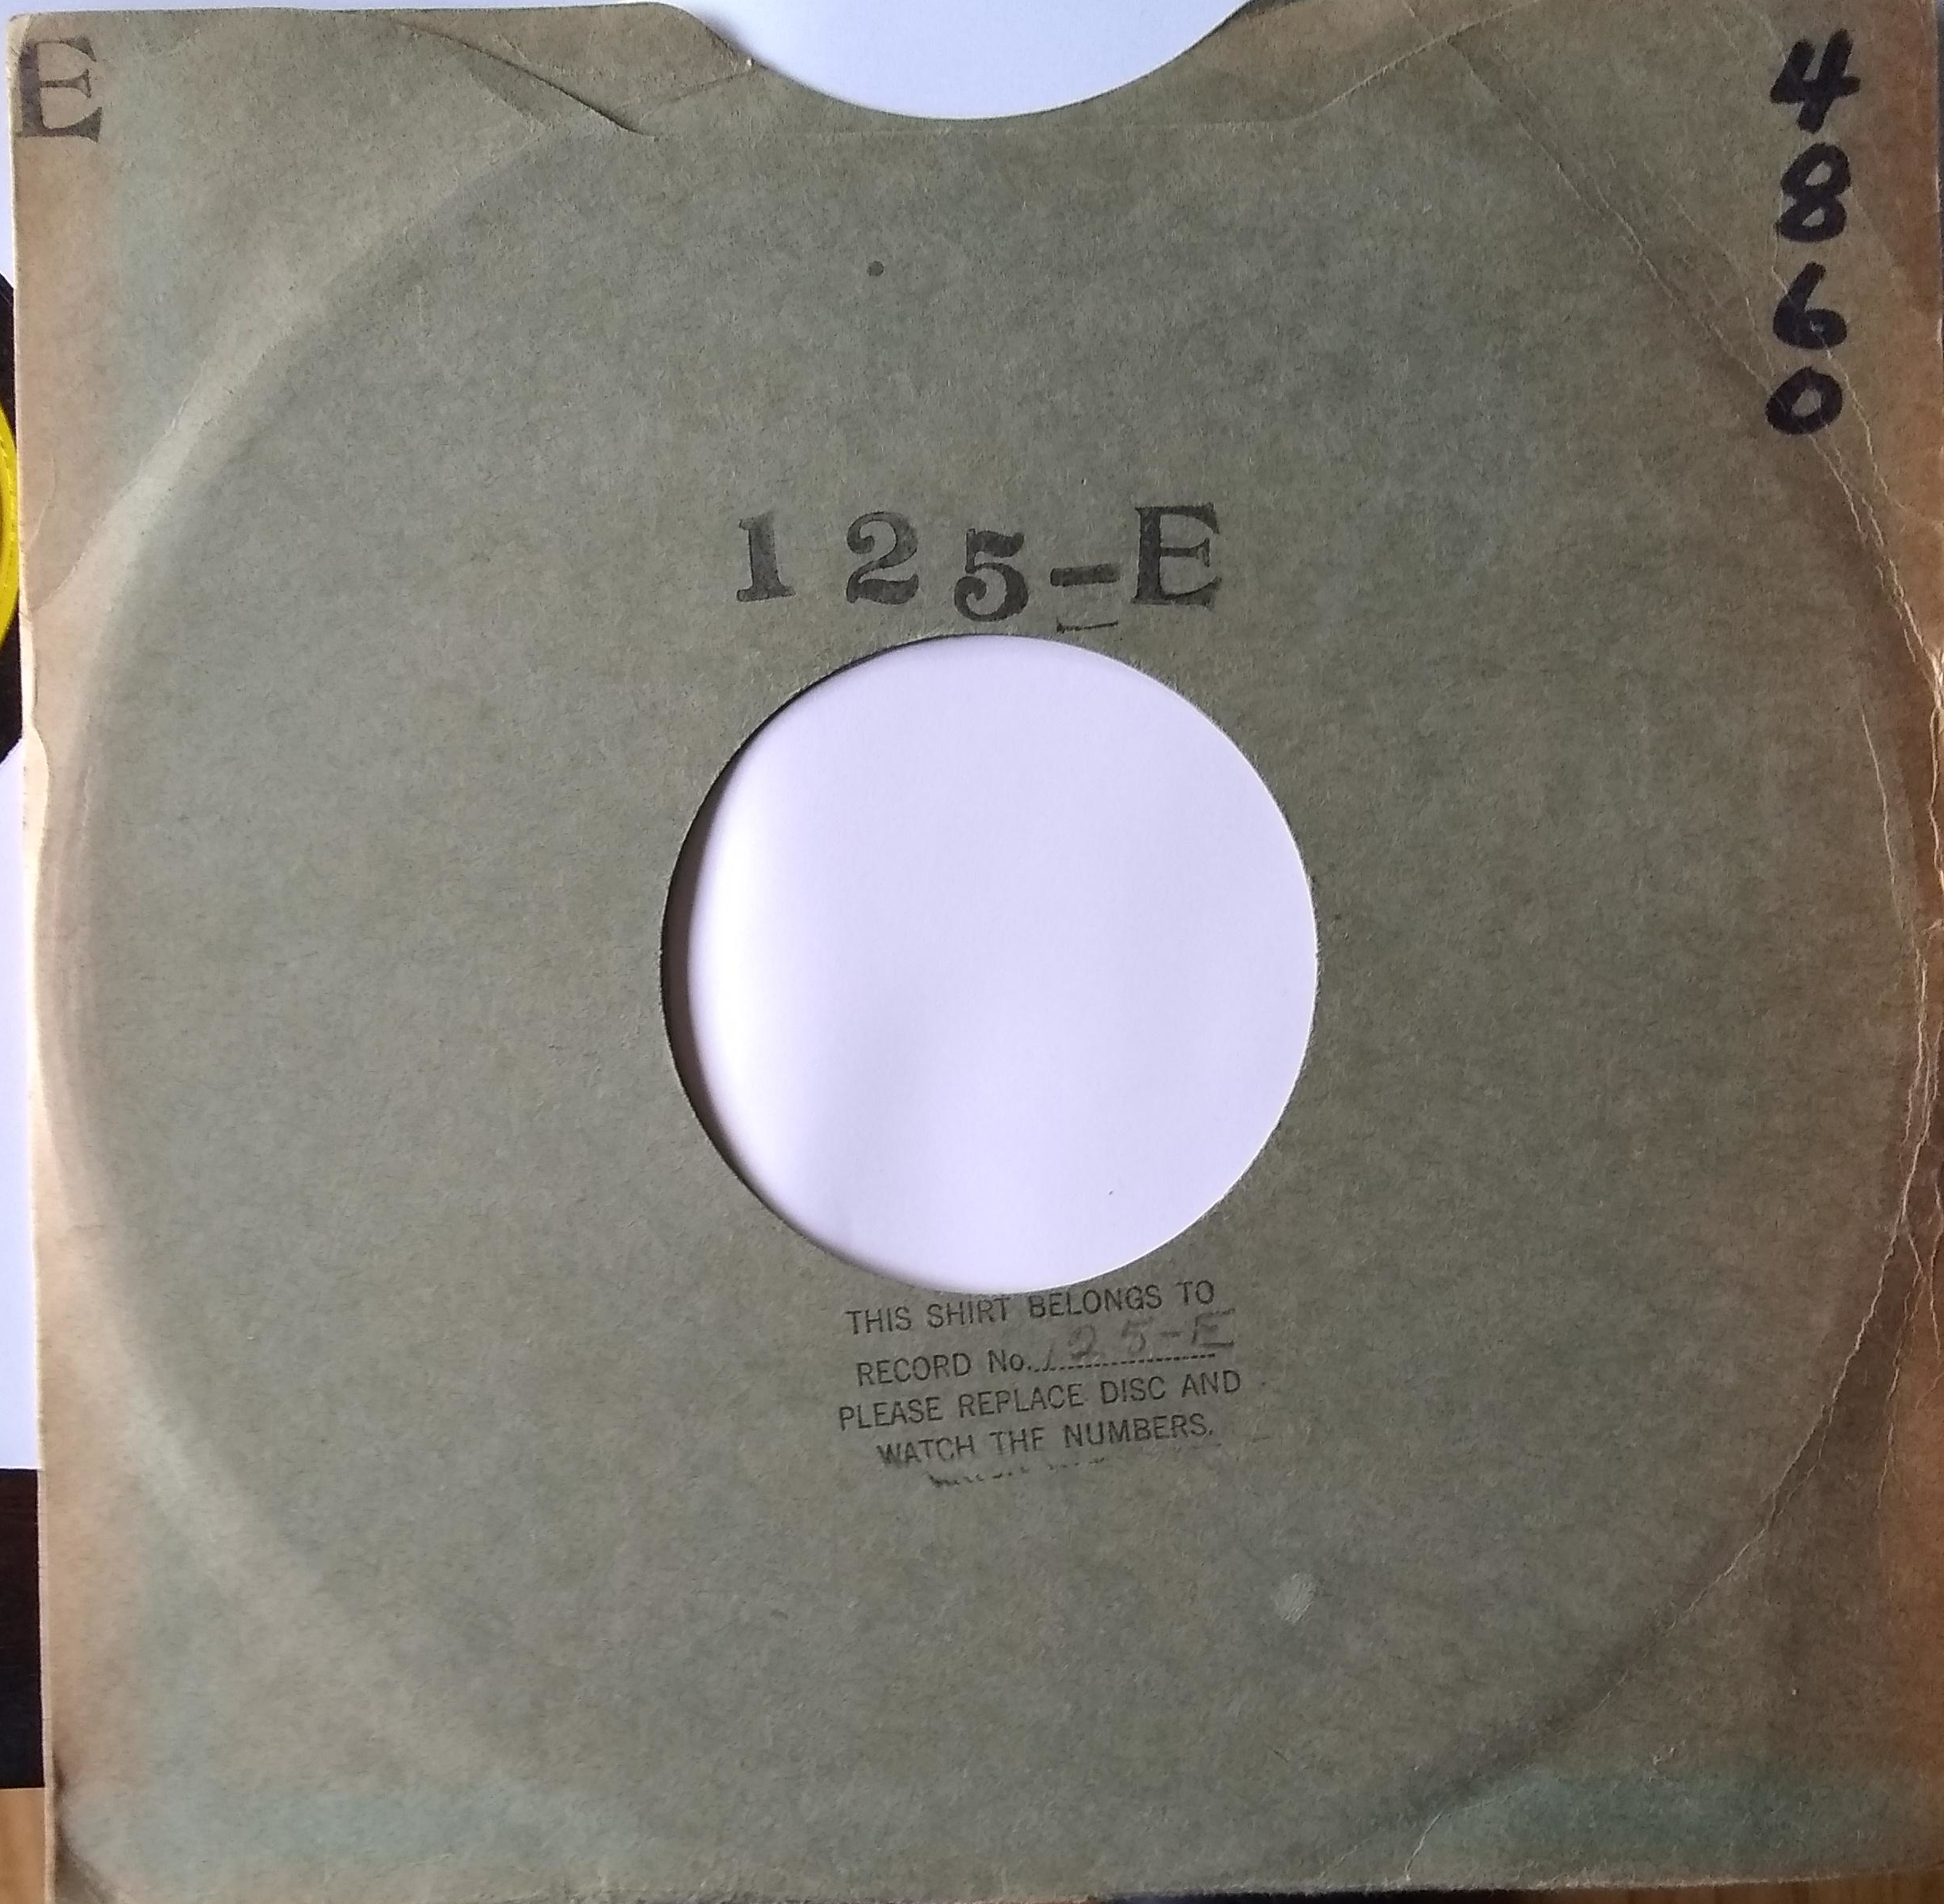 E
4
8
6
0
125-E
THIS SHIRT BELONGS TO
RECORD No. 125-E
PLEASE REPLACE DISC AND
WATCH THE NUMBERS.